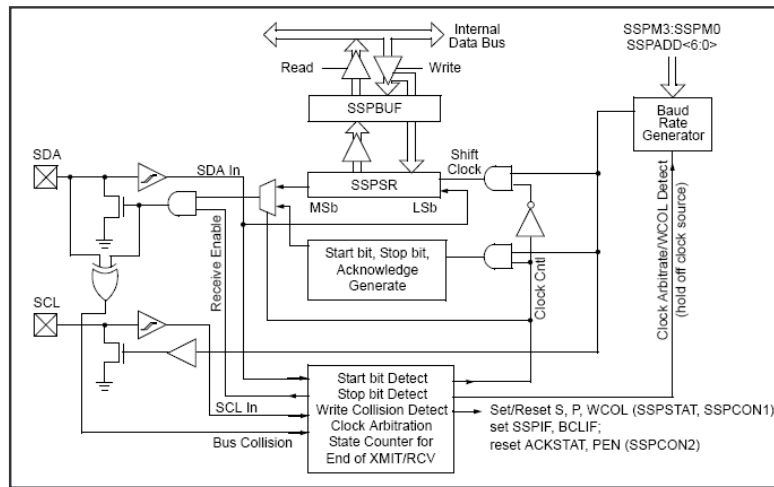 Internal
Data Bus
SSPM3:SSPM0
SSPADD<6:0>
Read
Write
SSPBUF
Baud
Rate
Generator
SDA
SDA In
Shift
Clock
SSPSR
MSb
LSb
Start bit, Stop bit,
Acknowledge
Generate
Receive Enable
Clock Cntl
Clock Arbitrate/WCOL Detect
(hold off clock source)
SCL
SCL In
Bus Collision
Start bit Detect
Stop bit Detect
Write Collision Detect
Clock Arbitration
State Counter for
End of XMIT/RCV
Set/Reset S, P, WCOL (SSPSTAT, SSPCON1)
set SSPIF, BCLIF;
reset ACKSTAT, PEN (SSPCON2)